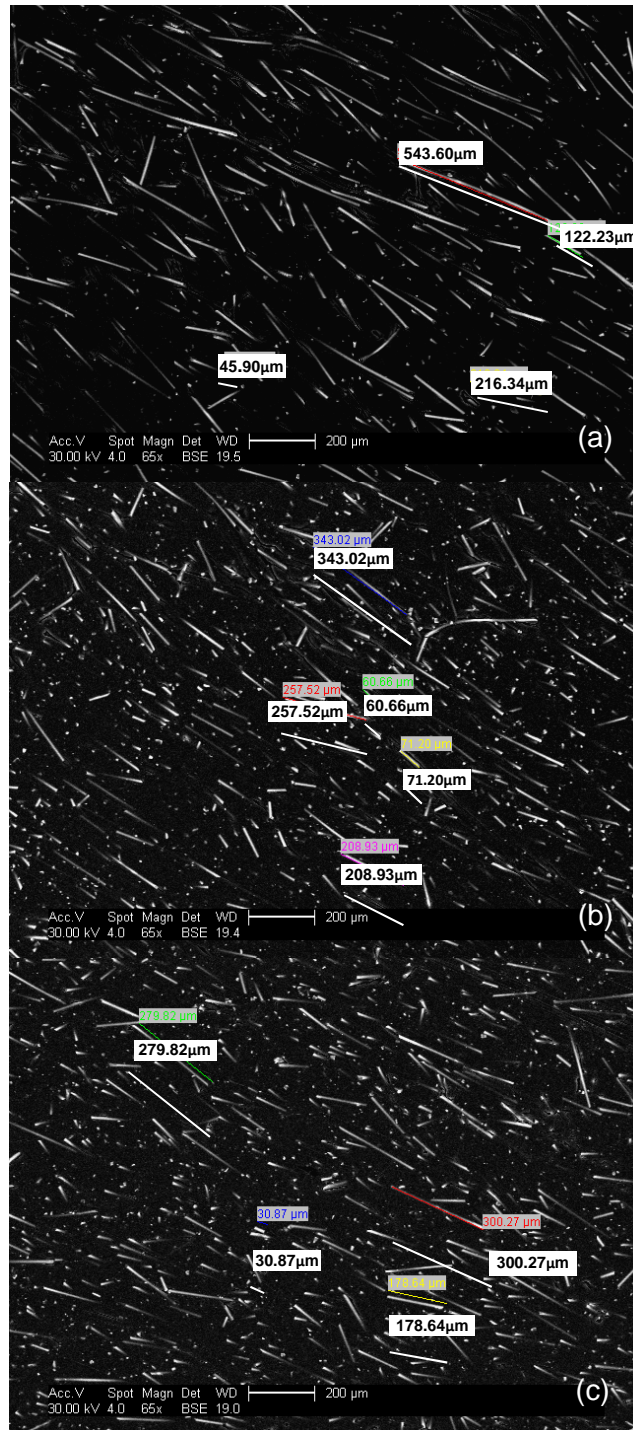 543.60µm
122.23µm
45.90µm
216.34µm
Acc.V Spot Magn Det WD 200 µm
30.00 kV 4.0 65x BSE 19.5
(a)
343.02 µm
343.02µm
257.52 µm
60.66 µm
257.52µm
60.66µm
71.20 µm
71.20µm
208.93 µm
208.93µm
Acc.V Spot Magn Det WD 200 µm
30.00 kV 4.0 65x BSE 19.4
(b)
279.82 µm
279.82µm
30.87 µm
300.27 µm
30.87µm
300.27µm
178.64 µm
178.64µm
Acc.V Spot Magn Det WD 200 µm
30.00 kV 4.0 65x BSE 19.0
(c)